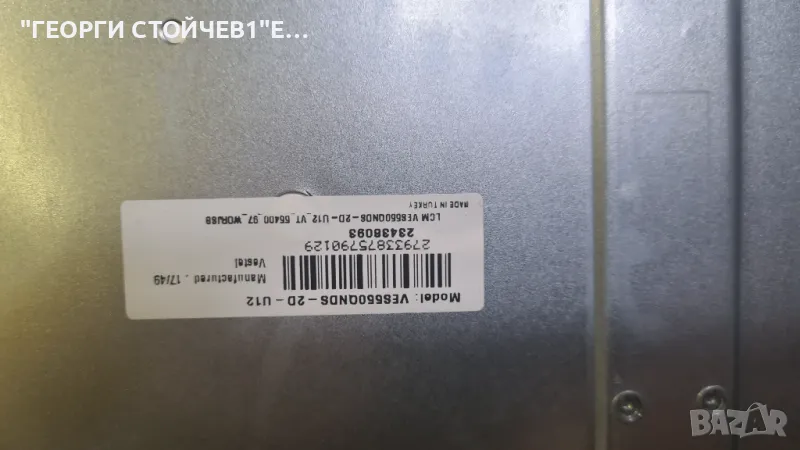 "ГЕОРГИ СТОЙЧЕВ1"Е...
Model: VES550QNDS-2D-U12
Manufactured . 17/49
Vestel
27933875790129
23438093
LCM VES550QNDS-2D-U12_VT_55400_97_WORJSB
MADE IN TURKEY
BAZAR